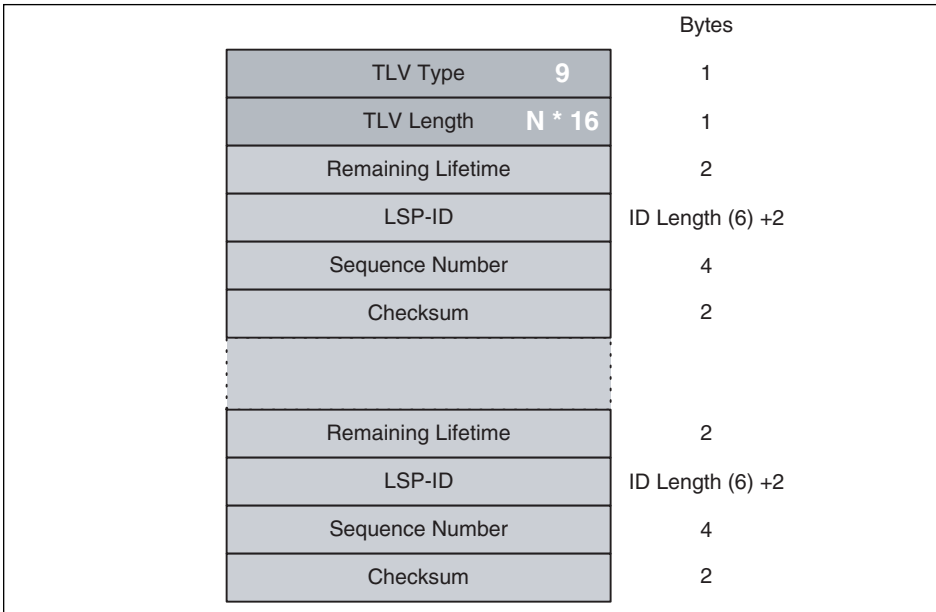 Bytes
TLV Type 9 1
TLV Length N * 16 1
Remaining Lifetime 2
LSP-ID ID Length (6) +2
Sequence Number 4
Checksum 2
Remaining Lifetime 2
LSP-ID ID Length (6) +2
Sequence Number 4
Checksum 2